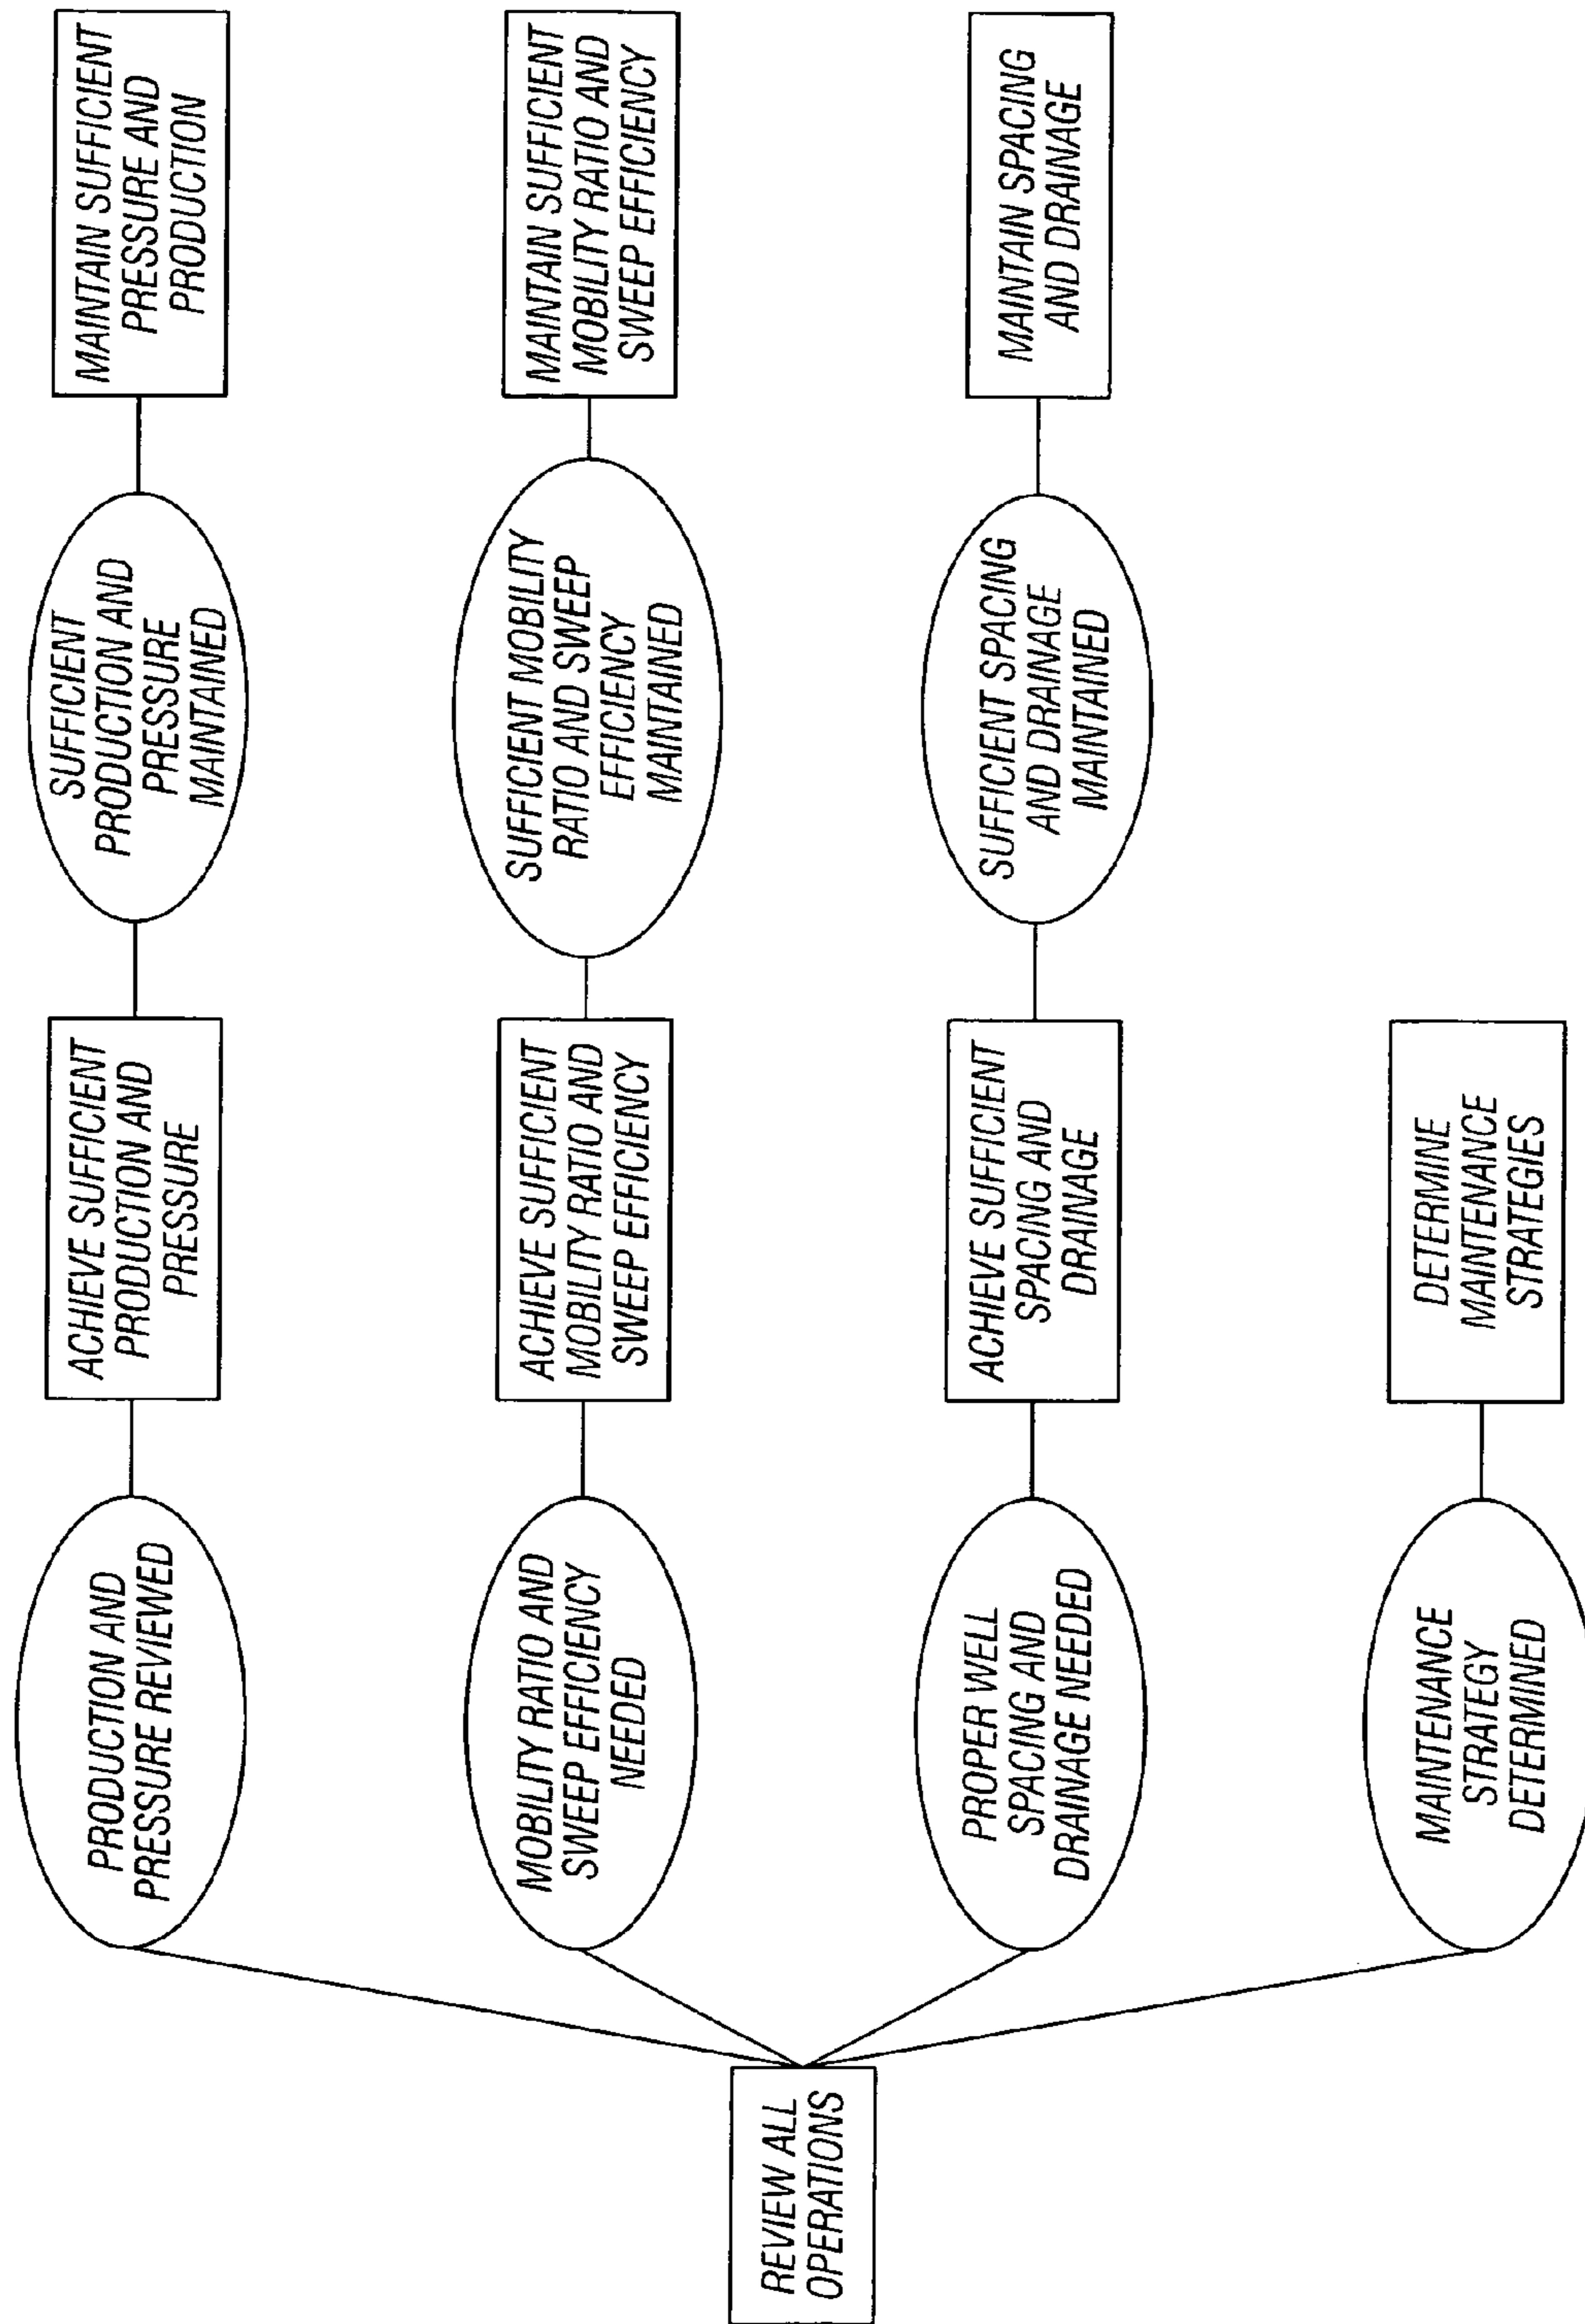 REVIEW ALL
OPERATIONS
PRODUCTION AND
PRESSURE REVIEWED
ACHIEVE SUFFICIENT
PRODUCTION AND
PRESSURE
SUFFICIENT
PRODUCTION AND
PRESSURE
MAINTAINED
MAINTAIN SUFFICIENT
PRESSURE AND
PRODUCTION
MOBILITY RATIO AND
SWEEP EFFICIENCY
NEEDED
ACHIEVE SUFFICIENT
MOBILITY RATIO AND
SWEEP EFFICIENCY
SUFFICIENT MOBILITY
RATIO AND SWEEP
EFFICIENCY
MAINTAINED
MAINTAIN SUFFICIENT
MOBILITY RATIO AND
SWEEP EFFICIENCY
PROPER WELL
SPACING AND
DRAINAGE NEEDED
ACHIEVE SUFFICIENT
SPACING AND
DRAINAGE
SUFFICIENT SPACING
AND DRAINAGE
MAINTAINED
MAINTAIN SPACING
AND DRAINAGE
MAINTENANCE
STRATEGY
DETERMINED
DETERMINE
MAINTENANCE
STRATEGIES